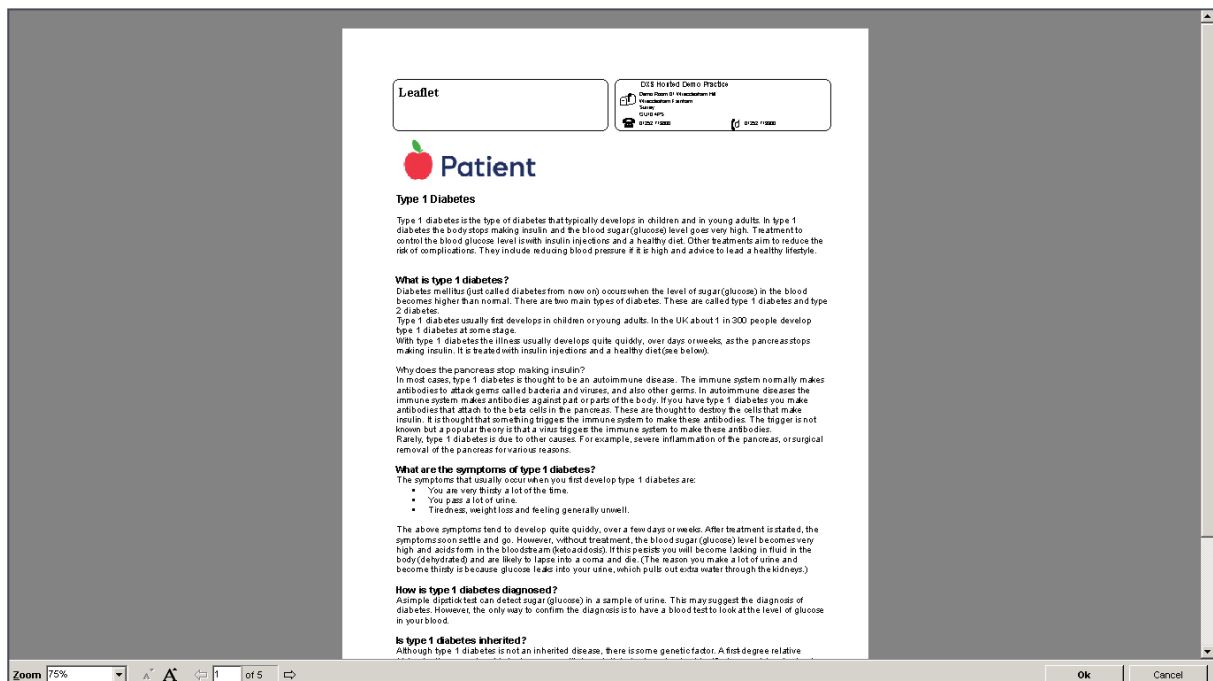 Leaflet
DXS Hosted Demo Practice
Surrey
Patient
Type 1 Diabetes
Type 1 diabetes is the type of diabetes that typically develops in children and in young adults. In type 1
diabetes the body stops making insulin and the blood sugar (glucose) level goes very high. Treatment to
control the blood glucose level is with insulin injections and a healthy diet. Other treatments aim to reduce the
risk of complications. They include reducing blood pressure if it is high and advice to lead a healthy lifestyle.
What is type 1 diabetes?
Diabetes mellitus (just called diabetes from now on) occurs when the level of sugar (glucose) in the blood
becomes higher than normal. There are two main types of diabetes. These are called type 1 diabetes and type
2 diabetes.
Type 1 diabetes usually first develops in children or young adults. In the UK about 1 in 300 people develop
type 1 diabetes at some stage.
With type 1 diabetes the illness usually develops quite quickly, over days or weeks, as the pancreas stops
making insulin. It is treated with insulin injections and a healthy diet (see below).
Why does the pancreas stop making insulin?
In most cases, type 1 diabetes is thought to be an autoimmune disease. The immune system normally makes
antibodies to attack germs called bacteria and viruses, and also other germs. In autoimmune diseases the
immune system makes antibodies against part or parts of the body. If you have type 1 diabetes you make
antibodies that attach to the beta cells in the pancreas. These are thought to destroy the cells that make
insulin. It is thought that something triggers the immune system to make these antibodies. The trigger is not
known but a popular theory is that a virus triggers the immune system to make these antibodies.
Rarely, type 1 diabetes is due to other causes. For example, severe inflammation of the pancreas, or surgical
removal of the pancreas for various reasons.
What are the symptoms of type 1 diabetes?
The symptoms that usually occur when you first develop type 1 diabetes are:
• You are very thirsty a lot of the time.
• You pass a lot of urine.
• Tiredness, weight loss and feeling generally unwell.
The above symptoms tend to develop quite quickly, over a few days or weeks. After treatment is started, the
symptoms soon settle and go. However, without treatment, the blood sugar (glucose) level becomes very
high and acids form in the bloodstream (ketoacidosis). If this persists you will become lacking in fluid in the
body (dehydrated) and are likely to lapse into a coma and die. (The reason you make a lot of urine and
become thirsty is because glucose leaks into your urine, which pulls out extra water through the kidneys.)
How is type 1 diabetes diagnosed?
A simple dipstick test can detect sugar (glucose) in a sample of urine. This may suggest the diagnosis of
diabetes. However, the only way to confirm the diagnosis is to have a blood test to look at the level of glucose
in your blood.
Is type 1 diabetes inherited?
Although type 1 diabetes is not an inherited disease, there is some genetic factor. A first-degree relative
Zoom 75% A A 1 of 5 Ok Cancel